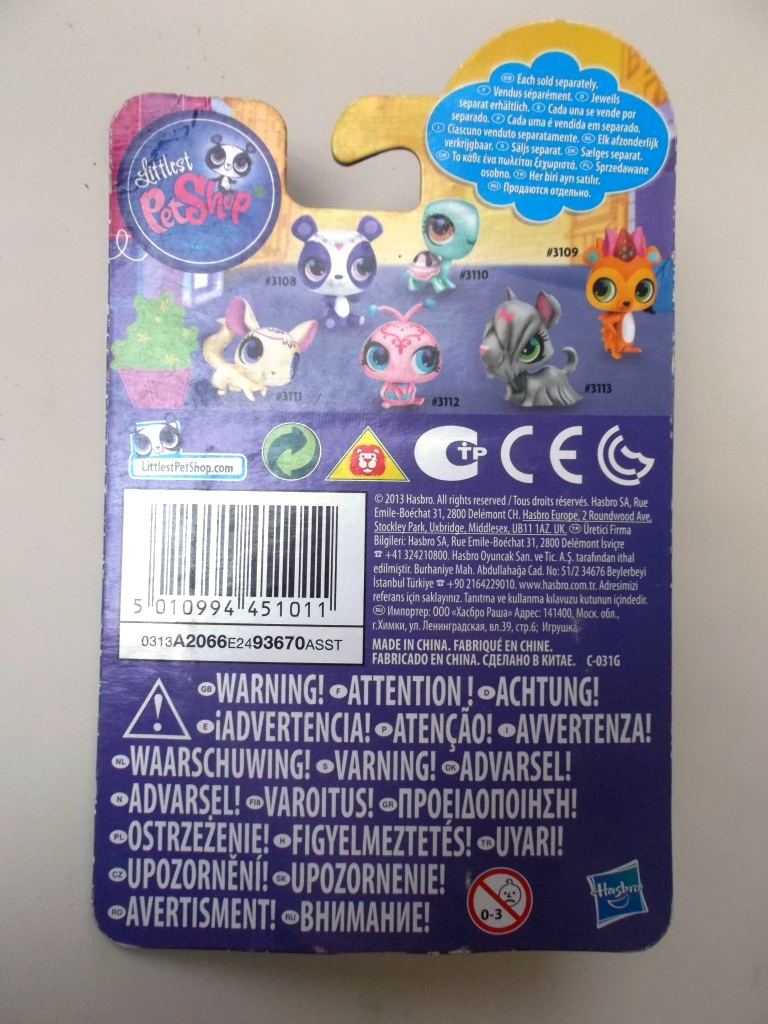 GB Each sold separately.
F Vendus séparément. D Jeweils
separat erhältlich. E Cada una se vende por
separado. P Cada uma é vendida em separado.
I Ciascuno venduto separatamente. NL Elk afzonderlijk
verkrijgbaar. S Säljs separat. DK Sælges separat.
GR Το κάθε ένα πωλείται ξεχωριστά. PL Sprzedawane
osobno. TR Her biri ayrı satılır.
RU Продаются отдельно.
Littlest
PetShop
#3108
#3110
#3109
#3111
#3112
#3113
LittlestPetShop.com
TP
CE
© 2013 Hasbro. All rights reserved / Tous droits réservés. Hasbro SA, Rue
Emile-Boéchat 31, 2800 Delémont CH. Hasbro Europe, 2 Roundwood Ave,
Stockley Park, Uxbridge, Middlesex, UB11 1AZ. UK. TR Üretici Firma
Bilgileri: Hasbro SA, Rue Emile-Boéchat 31, 2800 Delémont İsviçre
☎ +41 324210800. Hasbro Oyuncak San. ve Tic. A.Ş. tarafından ithal
edilmiştir. Burhaniye Mah. Abdullahağa Cad. No: 51/2 34676 Beylerbeyi
İstanbul Türkiye ☎ +90 2164229010. www.hasbro.com.tr. Adresimizi
referans için saklayınız. Tanıtma ve kullanma kılavuzu kutunun içindedir.
RU Импортер: ООО «Хасбро Раша» Адрес: 141400, Моск. обл.,
г.Химки, ул. Ленинградская, вл.39, стр.6; Игрушка
MADE IN CHINA. FABRIQUÉ EN CHINE.
FABRICADO EN CHINA. СДЕЛАНО В КИТАЕ. C-031G
5 010994 451011
0313A2066E2493670ASST
GB WARNING! F ATTENTION ! D ACHTUNG!
E ¡ADVERTENCIA! P ATENÇÃO! I AVVERTENZA!
NL WAARSCHUWING! S VARNING! DK ADVARSEL!
N ADVARSEL! FIN VAROITUS! GR ΠΡΟΕΙΔΟΠΟΙΗΣΗ!
PL OSTRZEŻENIE! H FIGYELMEZTETÉS! TR UYARI!
CZ UPOZORNĚNÍ! SK UPOZORNENIE!
RO AVERTISMENT! RU ВНИМАНИЕ!
0-3
Hasbro